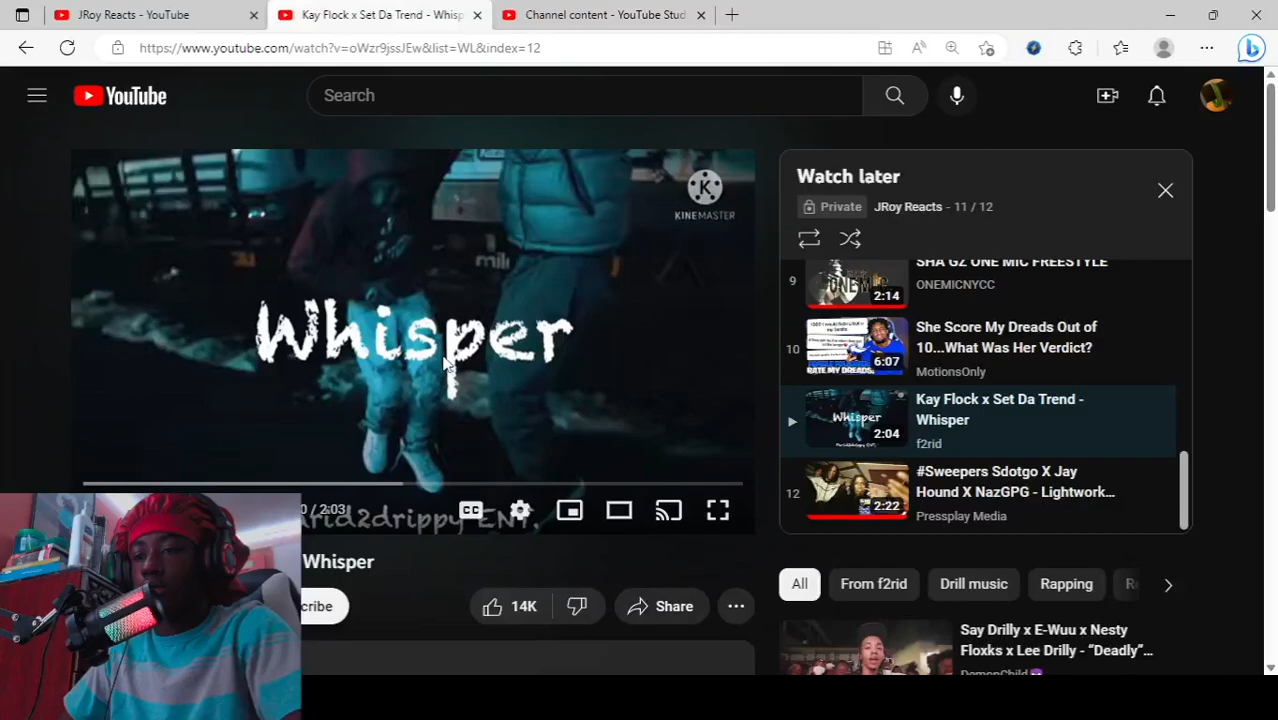 JRoy Reacts - YouTube
Kay Flock x Set Da Trend - Whisp
Channel content - YouTube Stud
https://www.youtube.com/watch?v=oWzr9jssJEw&list=WL&index=12
YouTube
Search
K
KINEMASTER
Whisper
2:03
CC
Whisper
14K
Share
Watch later
Private
JRoy Reacts - 11 / 12
9
2:14
SHA GZ ONE MIC FREESTYLE
ONEMICNYCC
10
6:07
She Score My Dreads Out of
10...What Was Her Verdict?
MotionsOnly
Whisper
2:04
Kay Flock x Set Da Trend -
Whisper
f2rid
12
2:22
#Sweepers Sdotgo X Jay
Hound X NazGPG - Lightwork...
Pressplay Media
All
From f2rid
Drill music
Rapping
Say Drilly x E-Wuu x Nesty
Floxks x Lee Drilly - “Deadly”...
DemonChild